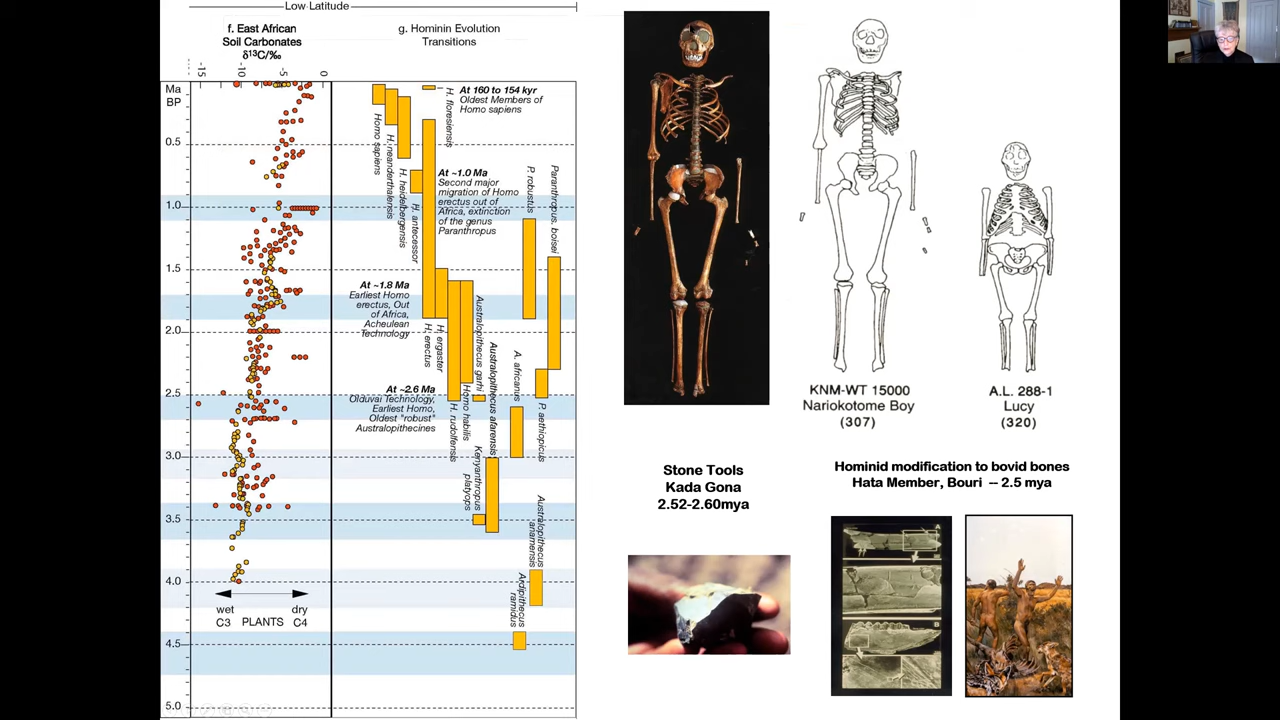 Low Latitude
f. East African
Soil Carbonates
δ13C/‰
-15
-10
-5
0
g. Hominin Evolution
Transitions
Ma
BP
0.5
1.0
1.5
2.0
2.5
3.0
3.5
4.0
4.5
5.0
wet
C3
PLANTS
dry
C4
At 160 to 154 kyr
Oldest Members of
Homo sapiens
At ~1.0 Ma
Second major
migration of Homo
erectus out of
Africa, extinction
of the genus
Paranthropus
At ~1.8 Ma
Earliest Homo
erectus, Out
of Africa,
Acheulean
Technology
At ~2.6 Ma
Olduvai Technology,
Earliest Homo,
Oldest "robust"
Australopithecines
Homo sapiens
H. neanderthalensis
H. heidelbergensis
H. antecessor
H. floresiensis
H. erectus
H. ergaster
H. rudolfensis
Homo habilis
Australopithecus garhi
Kenyanthropus
platyops
Australopithecus afarensis
A. africanus
P. robustus
Paranthropus. boisei
P. aethiopicus
Australopithecus
anamensis
Ardipithecus
ramidus
KNM-WT 15000
Nariokotome Boy
(307)
A.L. 288-1
Lucy
(320)
Stone Tools
Kada Gona
2.52-2.60mya
Hominid modification to bovid bones
Hata Member, Bouri -- 2.5 mya
A
B